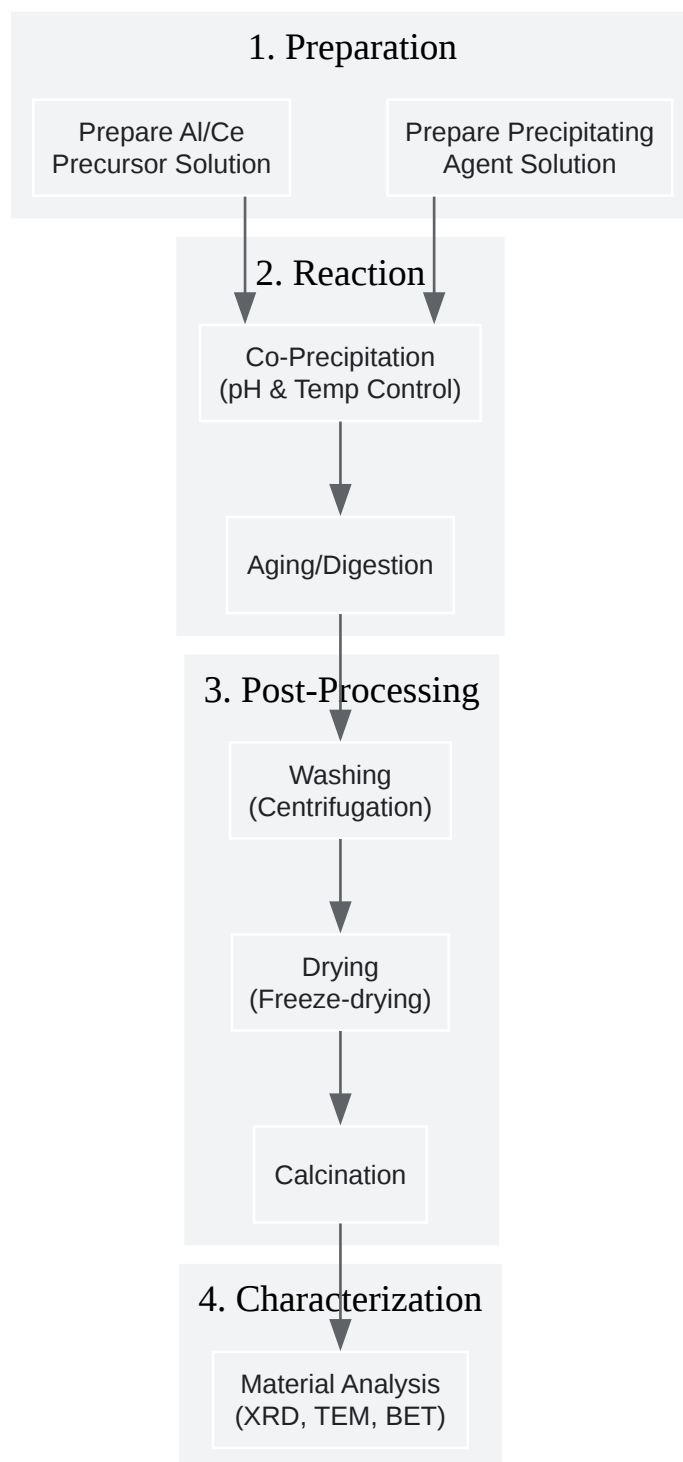 1. Preparation
Prepare Al/Ce
Precursor Solution
Prepare Precipitating
Agent Solution
2. Reaction
Co-Precipitation
(pH & Temp Control)
Aging/Digestion
3. Post-Processing
Washing
(Centrifugation)
Drying
(Freeze-drying)
Calcination
4. Characterization
Material Analysis
(XRD, TEM, BET)